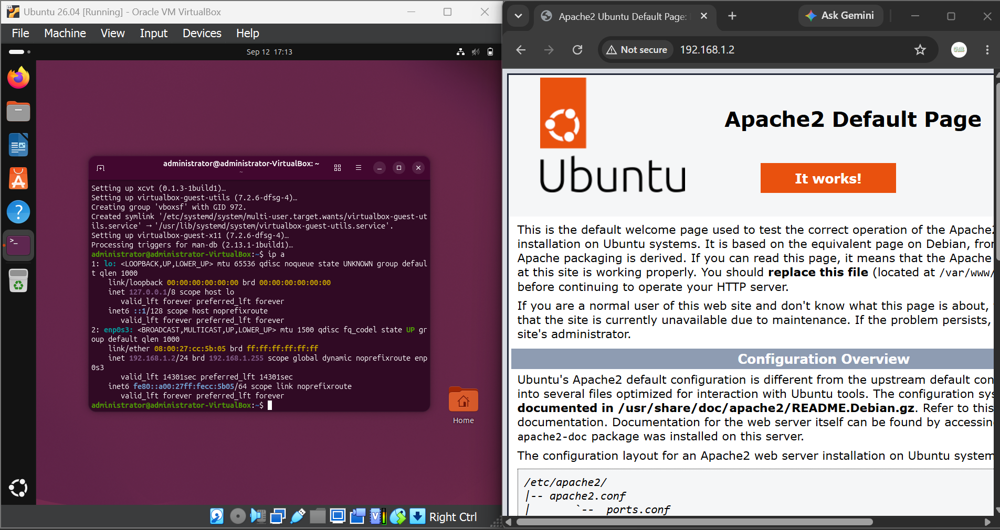 Ubuntu 26.04 [Running] - Oracle VM VirtualBox
File Machine View Input Devices Help
Sep 12 17:13
administrator@administrator-VirtualBox: ~
~
Setting up xcvt (0.1.3-1build1)…
Setting up virtualbox-guest-utils (7.2.6-dfsg-4)…
Creating group 'vboxsf' with GID 972.
Created symlink '/etc/systemd/system/multi-user.target.wants/virtualbox-guest-ut
ils.service' → '/usr/lib/systemd/system/virtualbox-guest-utils.service'.
Setting up virtualbox-guest-x11 (7.2.6-dfsg-4)…
Processing triggers for man-db (2.13.1-1build1)…
administrator@administrator-VirtualBox:~$ ip a
1: lo: <LOOPBACK,UP,LOWER_UP> mtu 65536 qdisc noqueue state UNKNOWN group defaul
t qlen 1000
link/loopback 00:00:00:00:00:00 brd 00:00:00:00:00:00
inet 127.0.0.1/8 scope host lo
valid_lft forever preferred_lft forever
inet6 ::1/128 scope host noprefixroute
valid_lft forever preferred_lft forever
2: enp0s3: <BROADCAST,MULTICAST,UP,LOWER_UP> mtu 1500 qdisc fq_codel state UP gr
oup default qlen 1000
link/ether 08:00:27:cc:5b:05 brd ff:ff:ff:ff:ff:ff
inet 192.168.1.2/24 brd 192.168.1.255 scope global dynamic noprefixroute enp
0s3
valid_lft 14301sec preferred_lft 14301sec
inet6 fe80::a00:27ff:fecc:5b05/64 scope link noprefixroute
valid_lft forever preferred_lft forever
administrator@administrator-VirtualBox:~$
Home
Right Ctrl
Apache2 Ubuntu Default Page:
Ask Gemini
Not secure 192.168.1.2
Ubuntu
Apache2 Default Page
It works!
This is the default welcome page used to test the correct operation of the Apache2
installation on Ubuntu systems. It is based on the equivalent page on Debian, from
Apache packaging is derived. If you can read this page, it means that the Apache
at this site is working properly. You should replace this file (located at /var/www/
before continuing to operate your HTTP server.
If you are a normal user of this web site and don't know what this page is about,
that the site is currently unavailable due to maintenance. If the problem persists,
site's administrator.
Configuration Overview
Ubuntu's Apache2 default configuration is different from the upstream default con
into several files optimized for interaction with Ubuntu tools. The configuration sys
documented in /usr/share/doc/apache2/README.Debian.gz. Refer to this
documentation. Documentation for the web server itself can be found by accessin
apache2-doc package was installed on this server.
The configuration layout for an Apache2 web server installation on Ubuntu system
/etc/apache2/
|-- apache2.conf
| `-- ports.conf